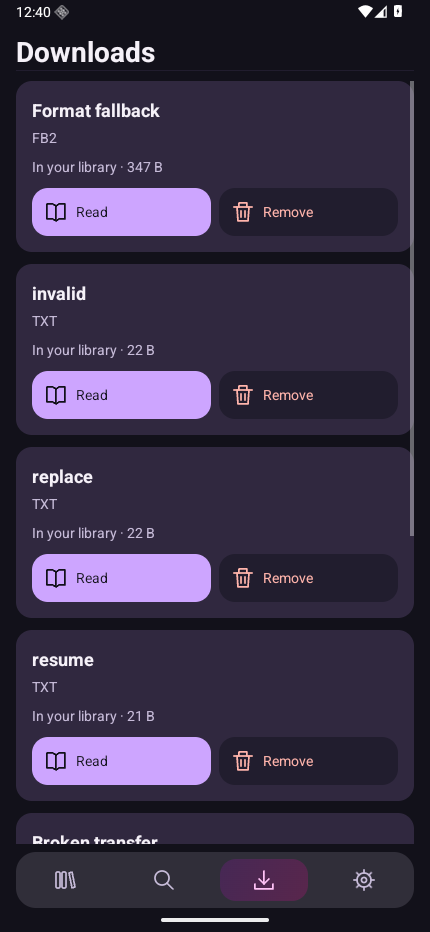 12:40
Downloads
Format fallback
FB2
In your library · 347 B
Read
Remove
invalid
TXT
In your library · 22 B
Read
Remove
replace
TXT
In your library · 22 B
Read
Remove
resume
TXT
In your library · 21 B
Read
Remove
Broken transfer